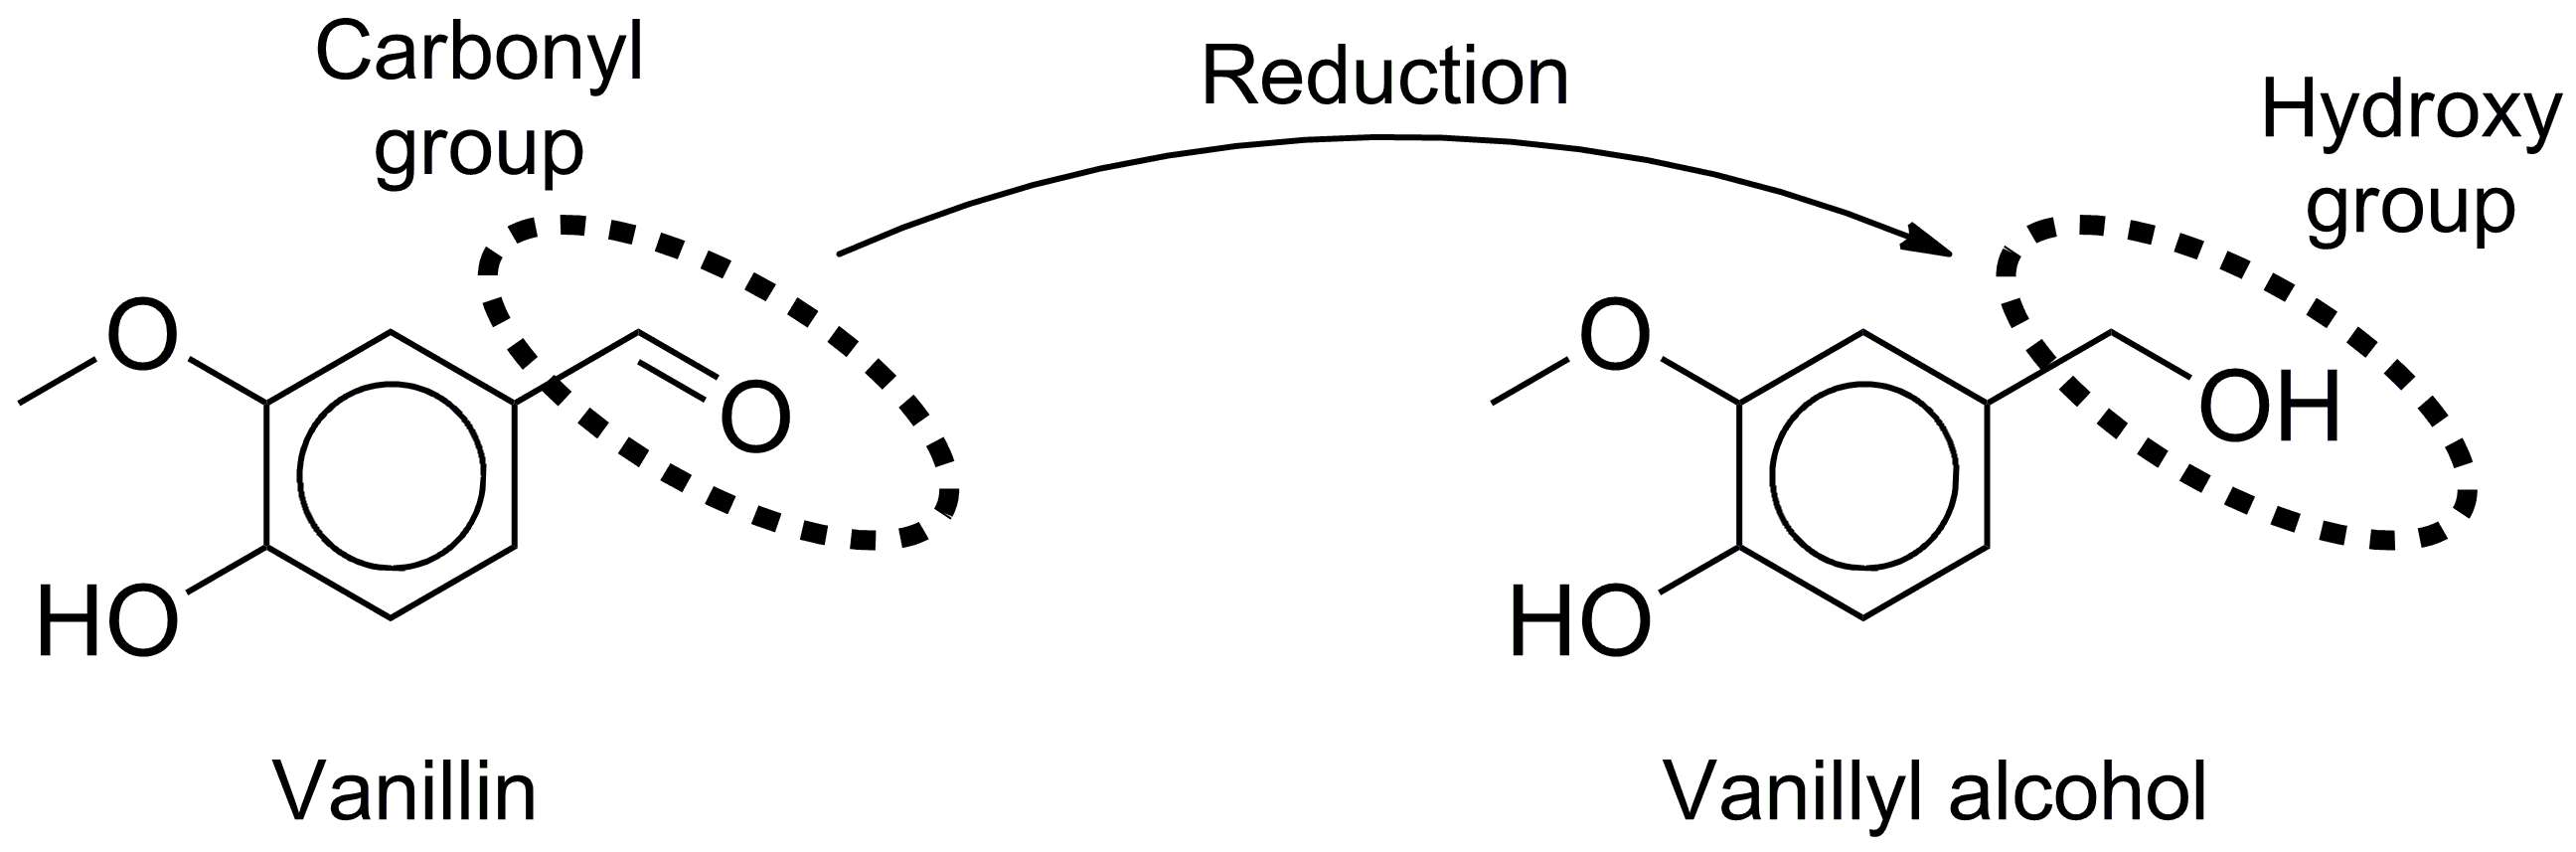 Carbonyl
group
Reduction
Hydroxy
group
O
O
HO
O
OH
HO
Vanillin
Vanillyl alcohol